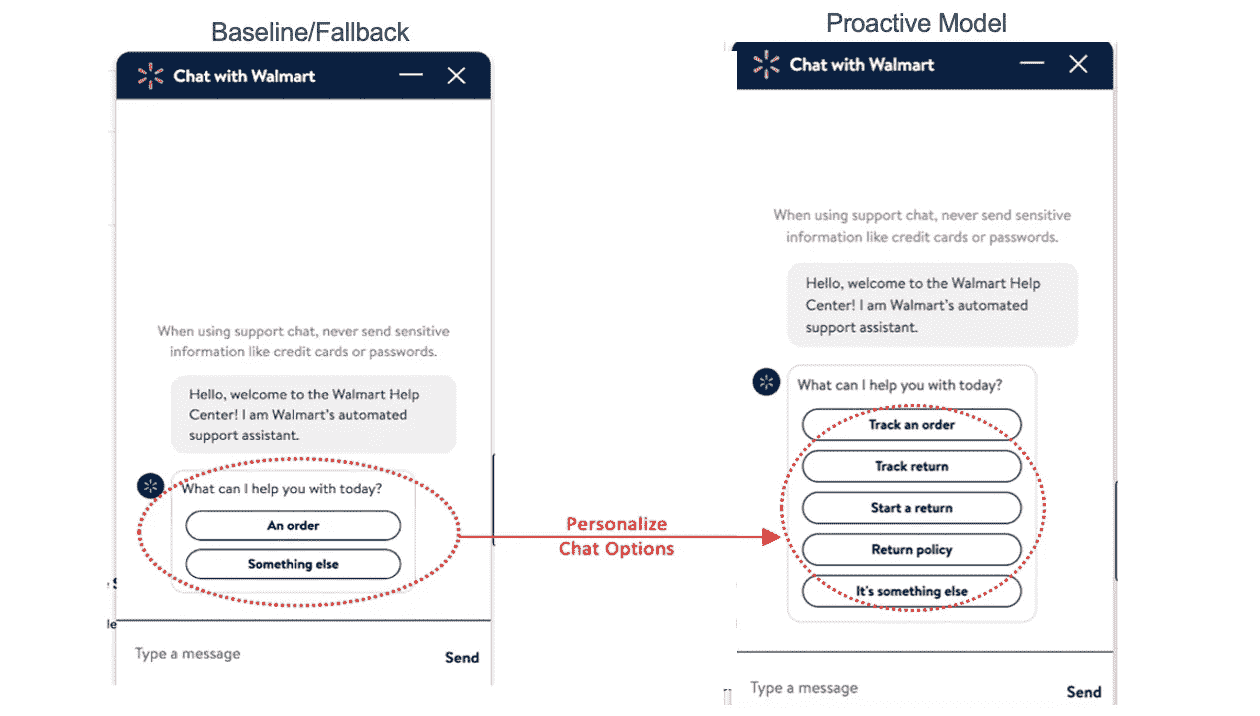 Baseline/Fallback
Chat with Walmart
When using support chat, never send sensitive
information like credit cards or passwords.
Hello, welcome to the Walmart Help
Center! I am Walmart's automated
support assistant.
What can I help you with today?
An order
Something else
Type a message
Send
Personalize
Chat Options
Proactive Model
Chat with Walmart
When using support chat, never send sensitive
information like credit cards or passwords.
Hello, welcome to the Walmart Help
Center! I am Walmart's automated
support assistant.
What can I help you with today?
Track an order
Track return
Start a return
Return policy
It's something else
Type a message
Send